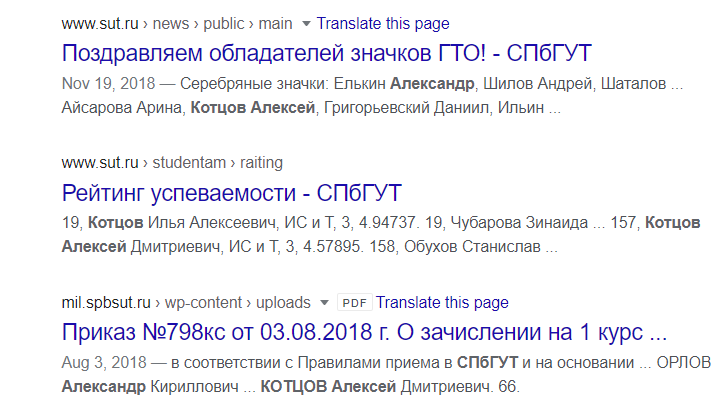 www.sut.ru › news › public › main ▾ Translate this page
Поздравляем обладателей значков ГТО! - СПбГУТ
Nov 19, 2018 — Серебряные значки: Елькин Александр, Шилов Андрей, Шаталов ...
Айсарова Арина, Котцов Алексей, Григорьевский Даниил, Ильин ...
www.sut.ru › studentam › raiting
Рейтинг успеваемости - СПбГУТ
19, Котцов Илья Алексеевич, ИС и Т, 3, 4.94737. 19, Чубарова Зинаида ... 157, Котцов
Алексей Дмитриевич, ИС и Т, 3, 4.57895. 158, Обухов Станислав ...
mil.spbsut.ru › wp-content › uploads ▾ PDF Translate this page
Приказ №798кс от 03.08.2018 г. О зачислении на 1 курс ...
Aug 3, 2018 — в соответствии с Правилами приема в СПбГУТ и на основании ... ОРЛОВ
Александр Кириллович ... КОТЦОВ Алексей Дмитриевич. 66.